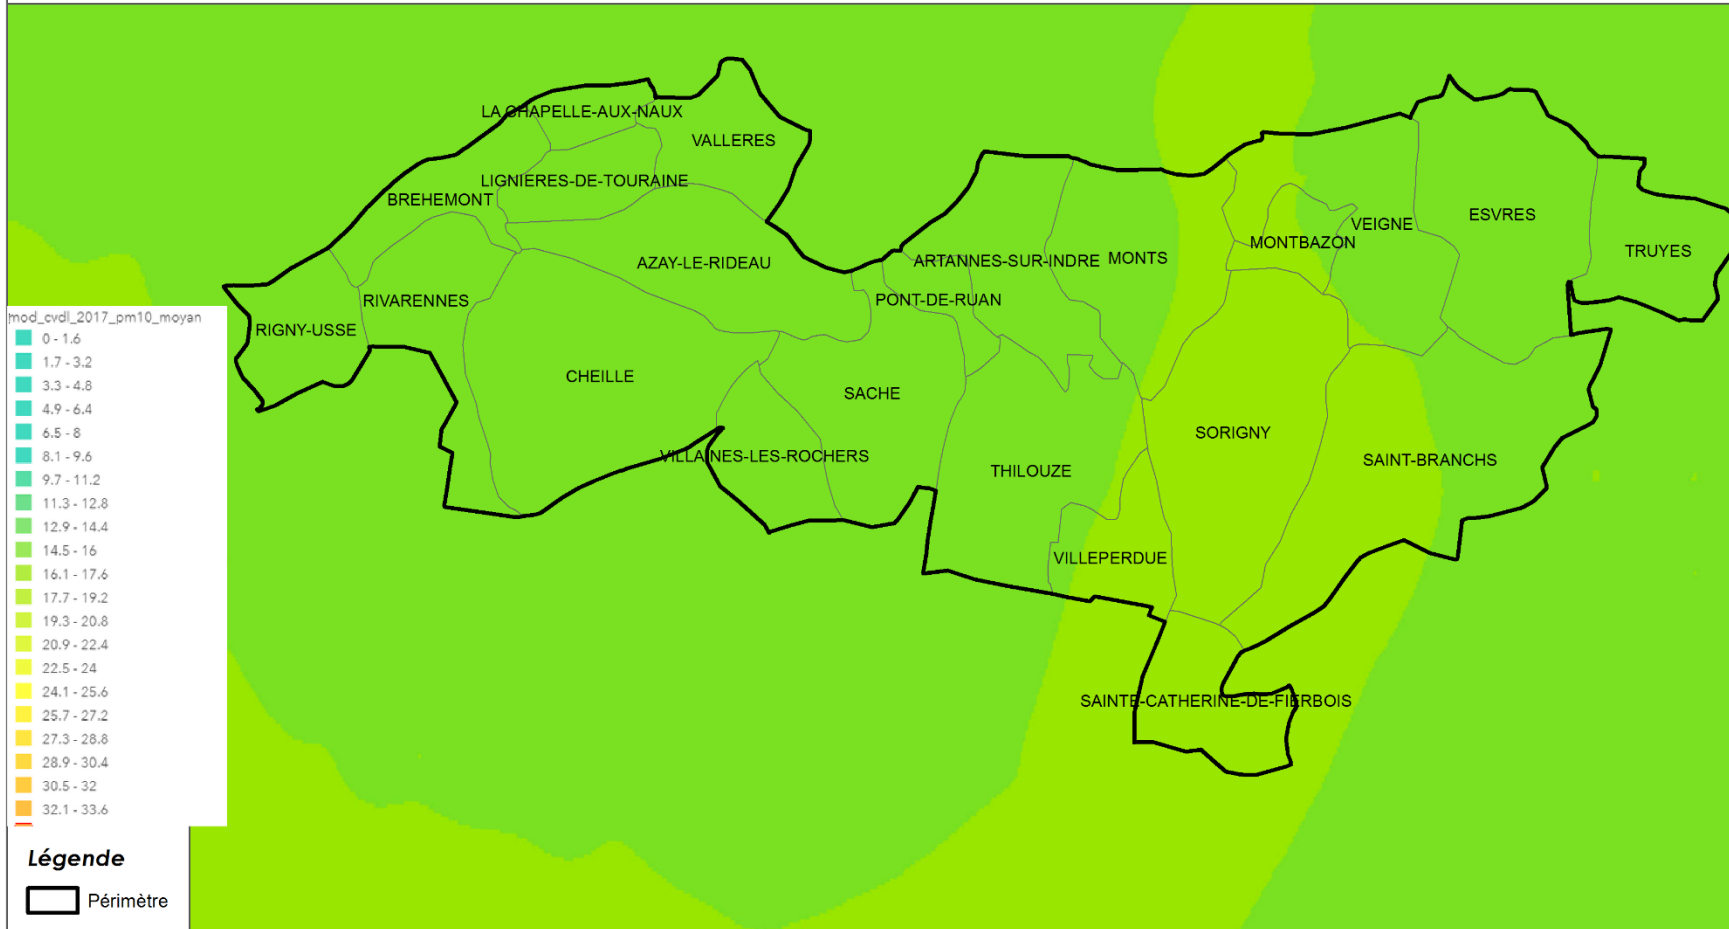 LA CHAPELLE-AUX-NAUX
VALLERES
LIGNIERES-DE-TOURAINE
BREHEMONT
VEIGNE
ESVRES
MONTBAZON
TRUYES
AZAY-LE-RIDEAU
ARTANNES-SUR-INDRE
MONTS
RIVARENNES
PONT-DE-RUAN
RIGNY-USSE
CHEILLE
SACHE
SORIGNY
VILLAINES-LES-ROCHERS
THILOUZE
SAINT-BRANCHS
VILLEPERDUE
SAINTE-CATHERINE-DE-FIERBOIS
mod_cvdl_2017_pm10_moyan
0 - 1.6
1.7 - 3.2
3.3 - 4.8
4.9 - 6.4
6.5 - 8
8.1 - 9.6
9.7 - 11.2
11.3 - 12.8
12.9 - 14.4
14.5 - 16
16.1 - 17.6
17.7 - 19.2
19.3 - 20.8
20.9 - 22.4
22.5 - 24
24.1 - 25.6
25.7 - 27.2
27.3 - 28.8
28.9 - 30.4
30.5 - 32
32.1 - 33.6
Légende
Périmètre